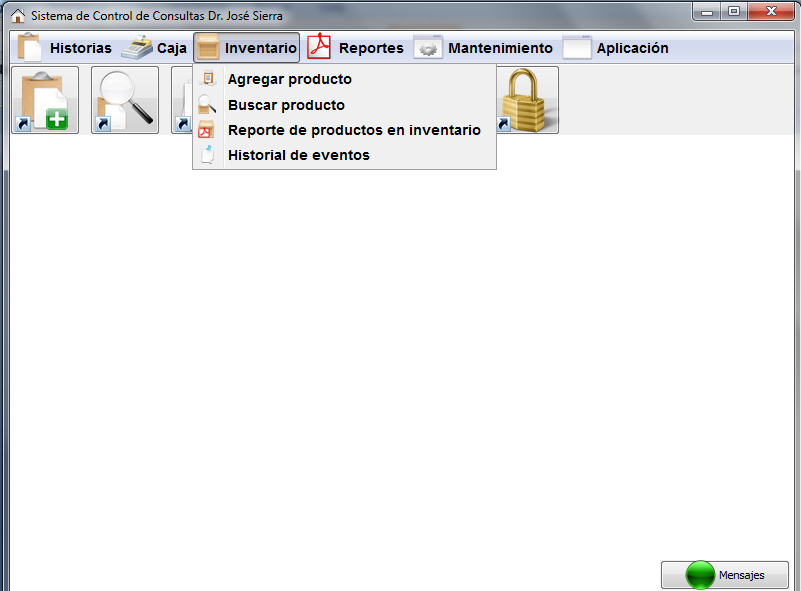 Sistema de Control de Consultas Dr. José Sierra
Historias Caja Inventario Reportes Mantenimiento Aplicación
Agregar producto
Buscar producto
Reporte de productos en inventario
Historial de eventos
Mensajes